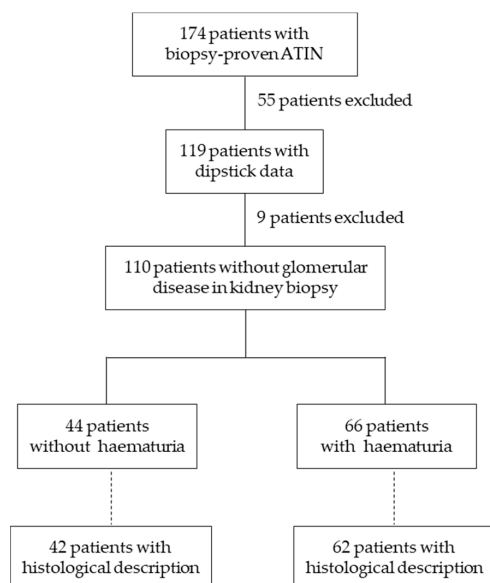 174 patients with
biopsy-proven ATIN
55 patients excluded
119 patients with
dipstick data
9 patients excluded
110 patients without glomerular
disease in kidney biopsy
44 patients
without haematuria
66 patients
with haematuria
42 patients with
histological description
62 patients with
histological description